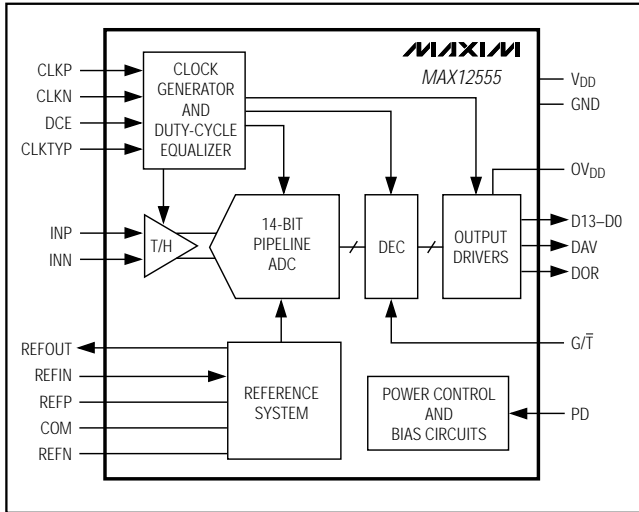 MAXIM
MAX12555
CLKP
CLKN
DCE
CLKTYP
CLOCK
GENERATOR
AND
DUTY-CYCLE
EQUALIZER
VDD
GND
OVDD
INP
INN
T/H
14-BIT
PIPELINE
ADC
DEC
OUTPUT
DRIVERS
D13–D0
DAV
DOR
G/T̅
REFOUT
REFIN
REFP
COM
REFN
REFERENCE
SYSTEM
POWER CONTROL
AND
BIAS CIRCUITS
PD